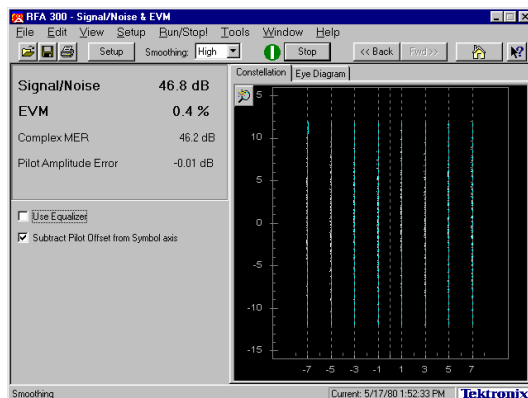 RFA 300 - Signal/Noise & EVM
File Edit View Setup Run/Stop! Tools Window Help
Setup Smoothing: High Stop << Back Fwd >>
Signal/Noise 46.8 dB
EVM 0.4 %
Complex MER 46.2 dB
Pilot Amplitude Error -0.01 dB
Use Equalizer
Subtract Pilot Offset from Symbol axis
Constellation Eye Diagram
5
10
5
0
-5
-10
-15
-7 -5 -3 -1 1 3 5 7
Smoothing Current: 5/17/80 1:52:33 PM Tektronix